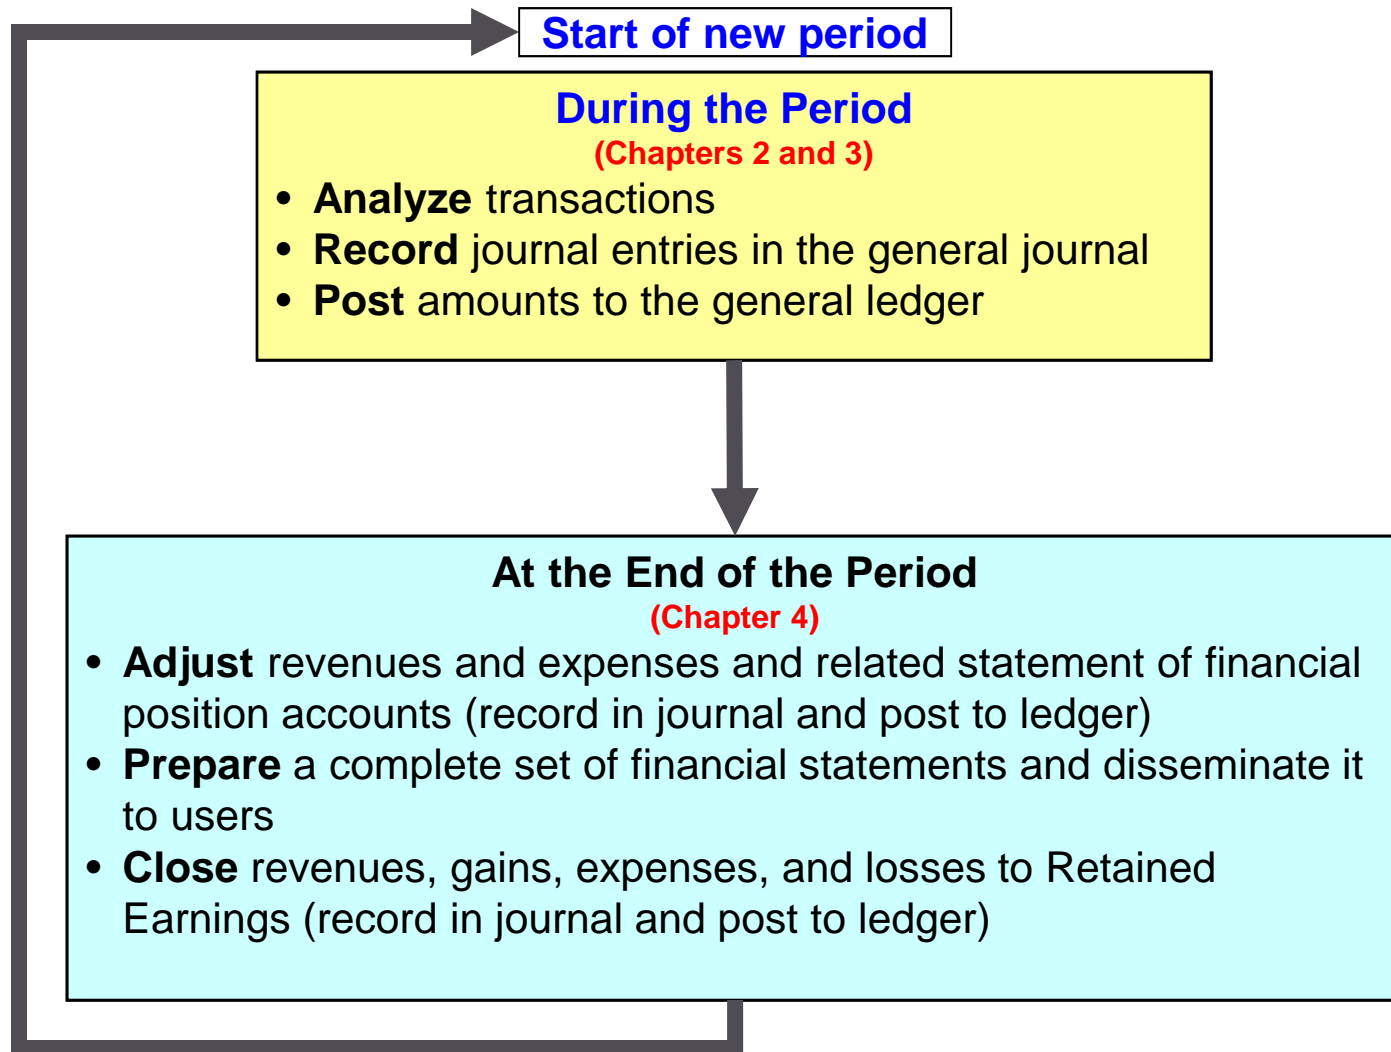 Start of new period
During the Period
(Chapters 2 and 3)
• Analyze transactions
• Record journal entries in the general journal
• Post amounts to the general ledger
At the End of the Period
(Chapter 4)
• Adjust revenues and expenses and related statement of financial
position accounts (record in journal and post to ledger)
• Prepare a complete set of financial statements and disseminate it
to users
• Close revenues, gains, expenses, and losses to Retained
Earnings (record in journal and post to ledger)